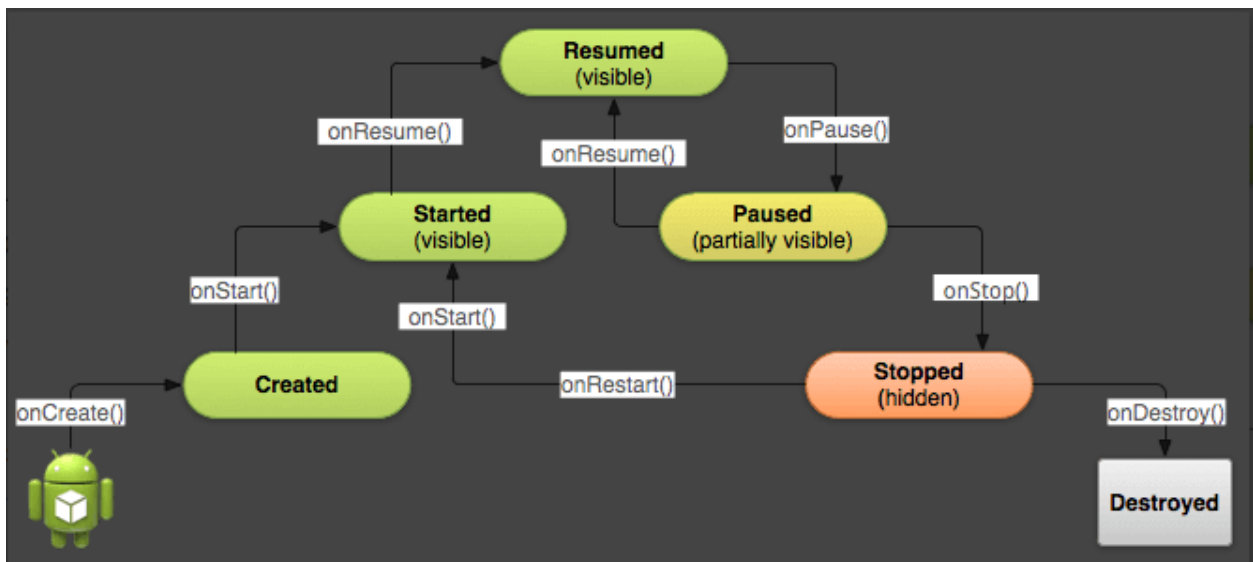 Resumed
(visible)
onResume()
onPause()
onResume()
Started
(visible)
Paused
(partially visible)
onStart()
onStop()
onStart()
Created
onRestart()
Stopped
(hidden)
onCreate()
onDestroy()
Destroyed